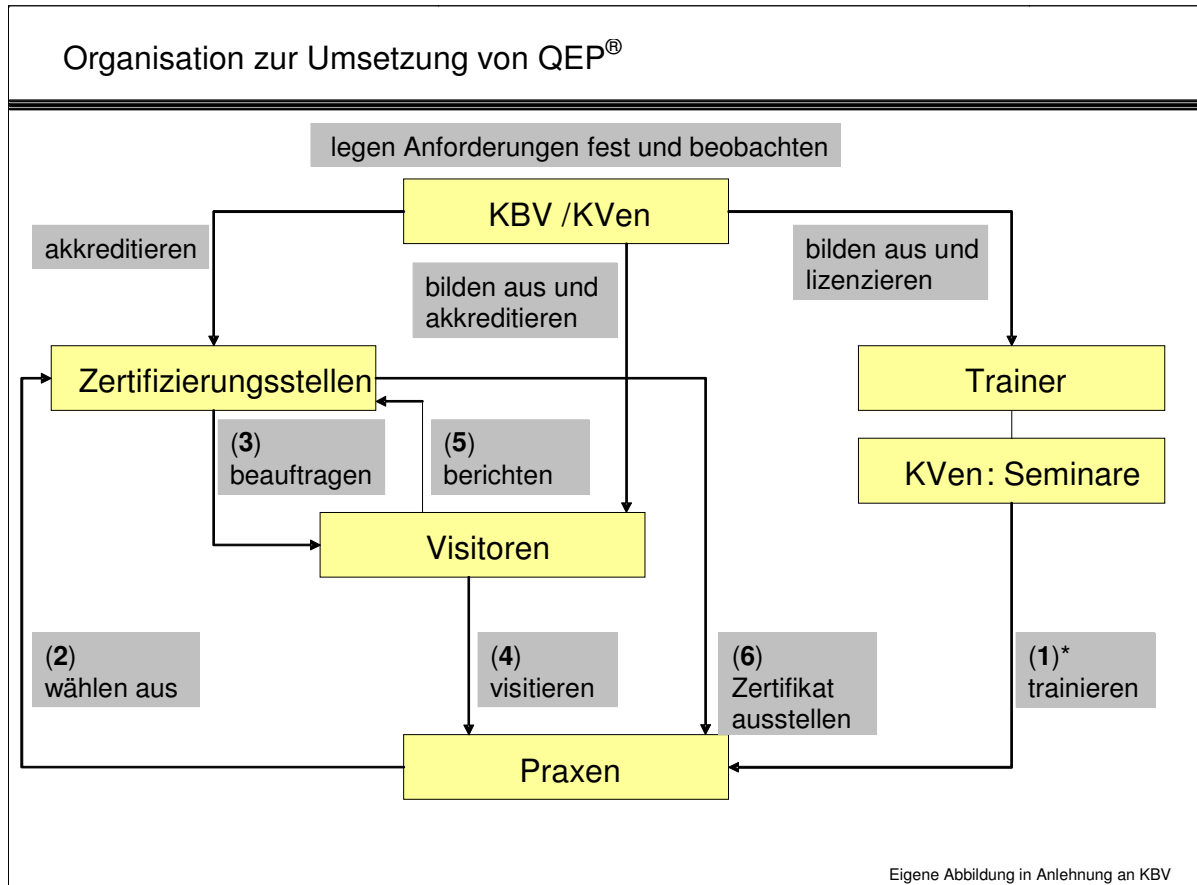 Organisation zur Umsetzung von QEP®
legen Anforderungen fest und beobachten
KBV /KVen
akkreditieren
bilden aus und
akkreditieren
bilden aus und
lizenzieren
Zertifizierungsstellen
Trainer
(3)
beauftragen
(5)
berichten
KVen: Seminare
Visitoren
(2)
wählen aus
(4)
visitieren
(6)
Zertifikat
ausstellen
(1)*
trainieren
Praxen
Eigene Abbildung in Anlehnung an KBV